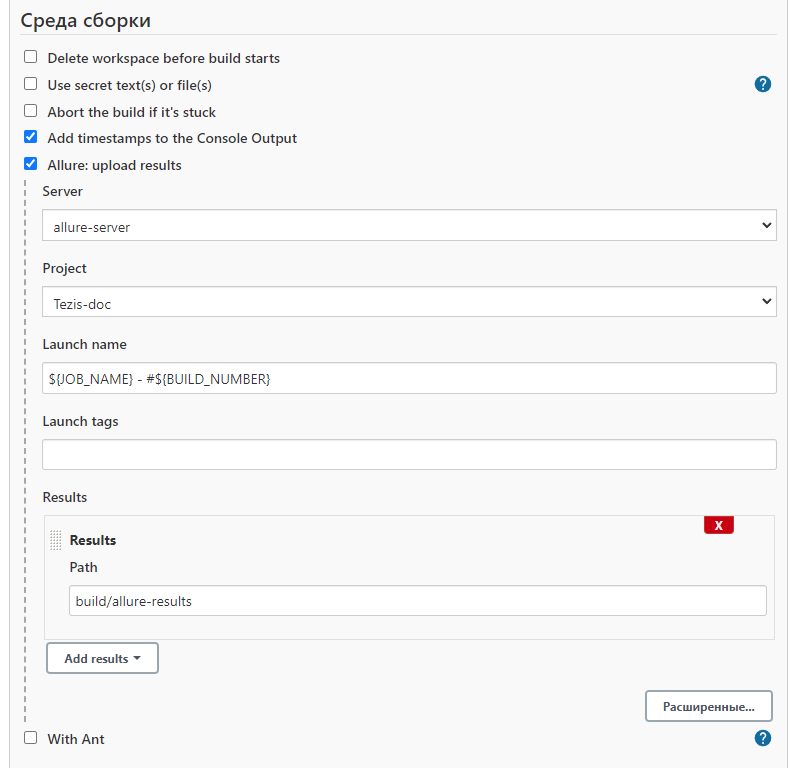 Среда сборки
Delete workspace before build starts
Use secret text(s) or file(s)
?
Abort the build if it's stuck
Add timestamps to the Console Output
Allure: upload results
Server
allure-server
Project
Tezis-doc
Launch name
${JOB_NAME} - #${BUILD_NUMBER}
Launch tags
Results
X
Results
Path
build/allure-results
Add results
Расширенные...
With Ant
?